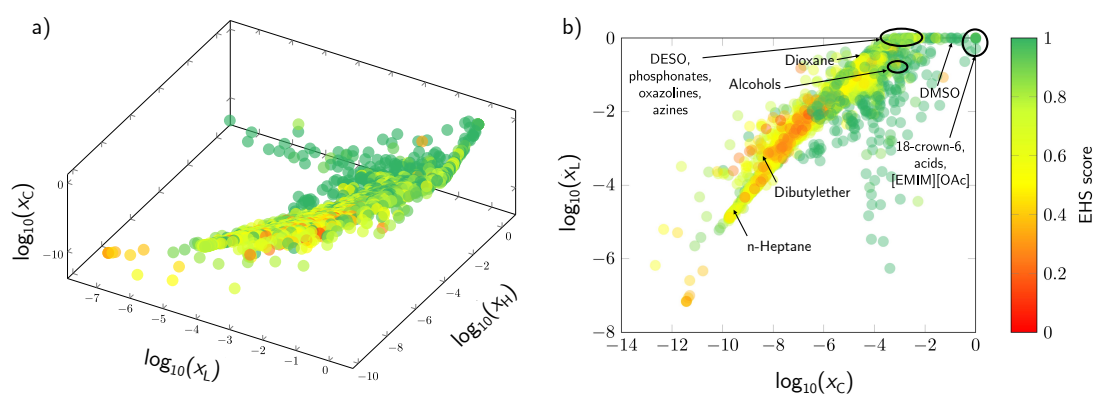 a)
log10(xC)
0
−10
−7
−6
−5
−4
−3
−2
−1
0
log10(xL)
−10
−8
−6
−4
−2
0
log10(xH)
b)
0
−2
−4
−6
−8
log10(xL)
−14
−12
−10
−8
−6
−4
−2
0
log10(xC)
DESO,
phosphonates,
oxazolines,
azines
Dioxane
Alcohols
DMSO
18-crown-6,
acids,
[EMIM][OAc]
Dibutylether
n-Heptane
1
0.8
0.6
0.4
0.2
0
EHS score